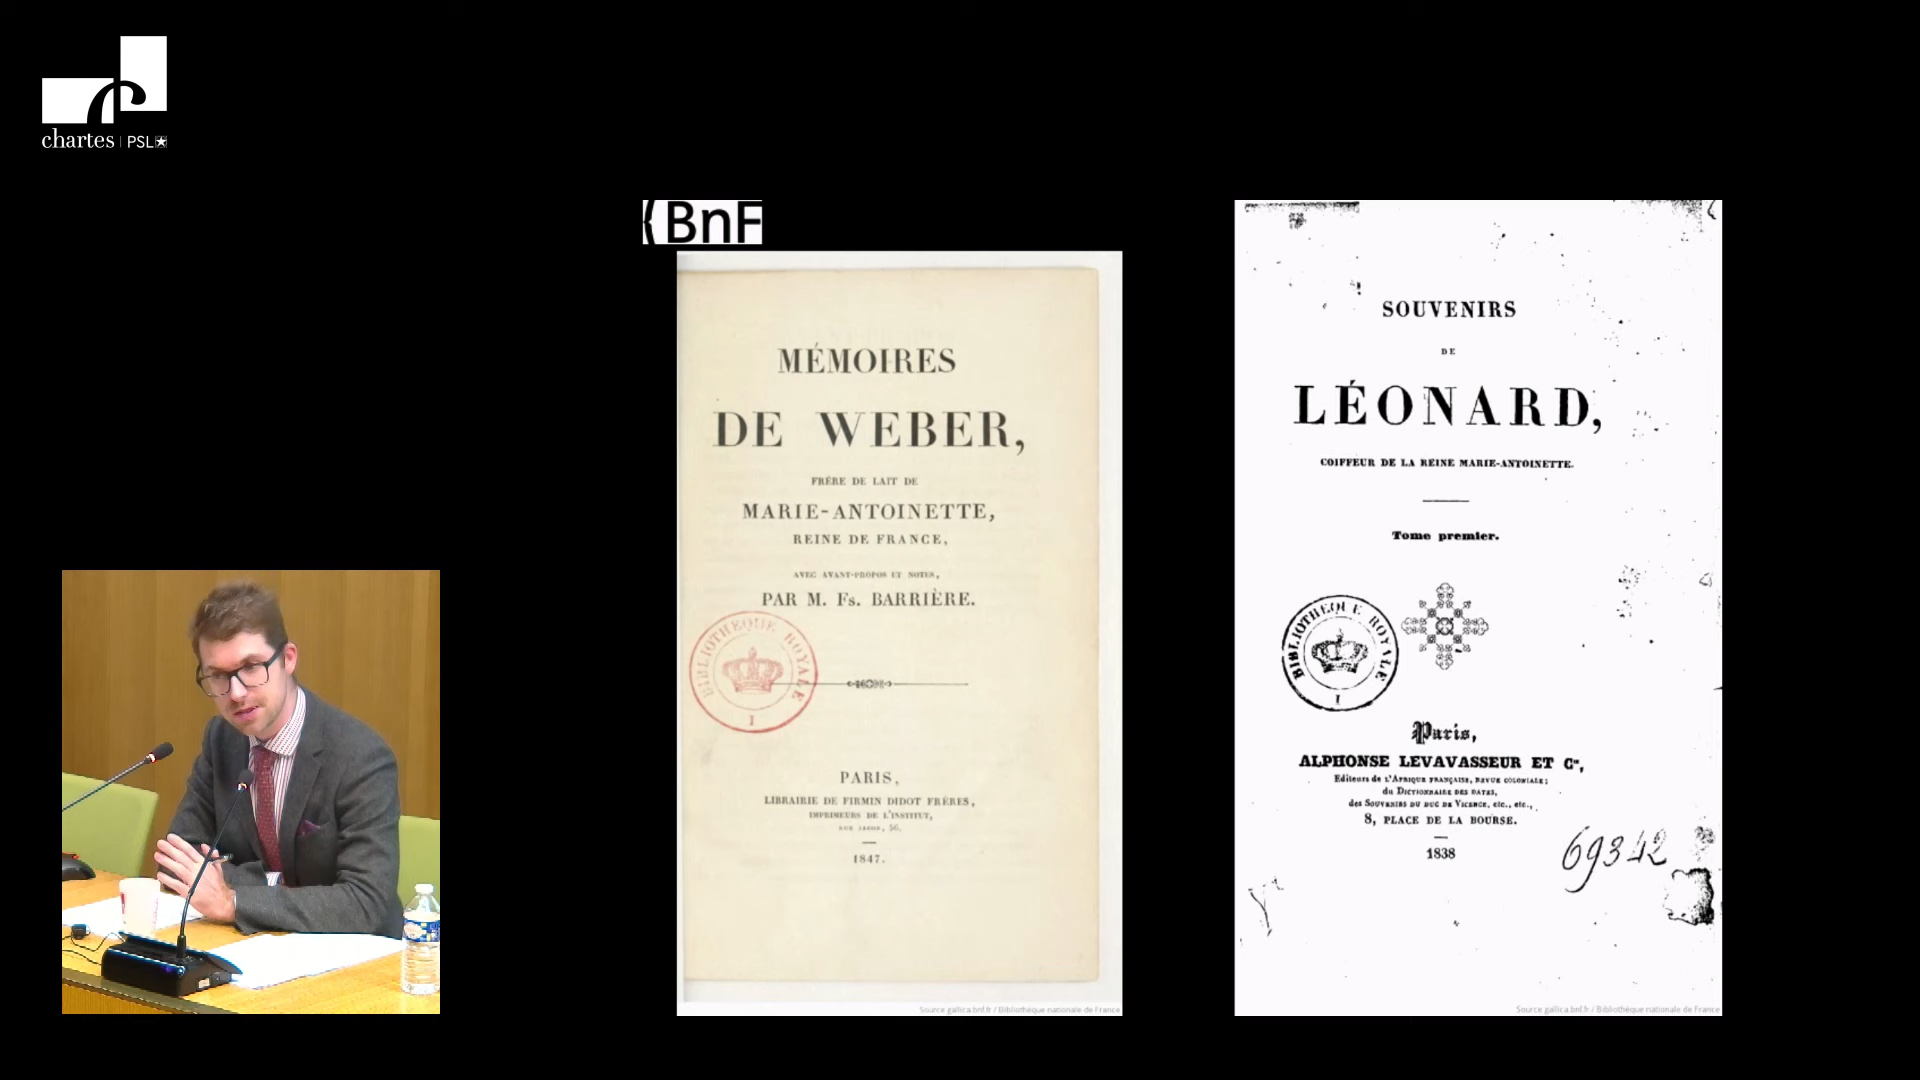 chartes | PSL★
BnF
MÉMOIRES
DE WEBER,
FRÈRE DE LAIT DE
MARIE-ANTOINETTE,
REINE DE FRANCE,
AVEC AVANT-PROPOS ET NOTES,
PAR M. Fs. BARRIÈRE.
BIBLIOTHEQUE ROYALE
I
PARIS,
LIBRAIRIE DE FIRMIN DIDOT FRÈRES,
IMPRIMEURS DE L'INSTITUT,
RUE JACOB, 56.
1847.
Source gallica.bnf.fr / Bibliothèque nationale de France
SOUVENIRS
DE
LÉONARD,
COIFFEUR DE LA REINE MARIE-ANTOINETTE.
Tome premier.
BIBLIOTHEQUE ROYALE
I
Paris,
ALPHONSE LEVAVASSEUR ET Cie,
Editeurs de L'AFRIQUE FRANÇAISE, REVUE COLONIALE;
du DICTIONNAIRE DES DATES,
des SOUVENIRS DU DUC DE VICENCE, etc., etc.,
8, PLACE DE LA BOURSE.
1838
69342
Source gallica.bnf.fr / Bibliothèque nationale de France